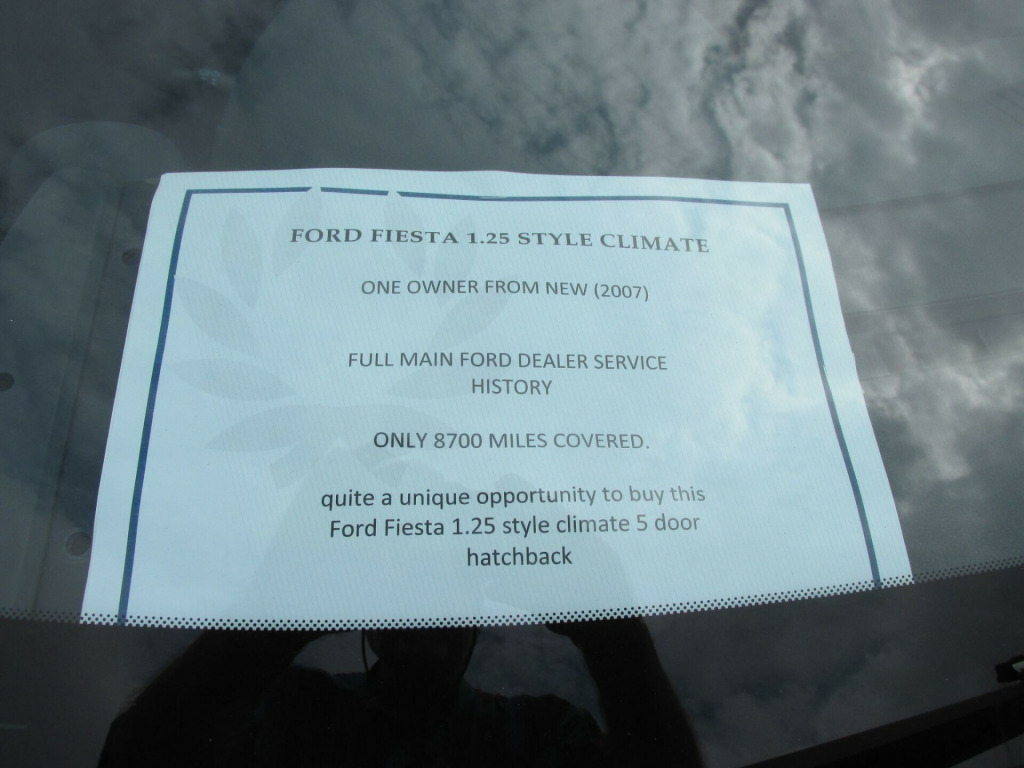 FORD FIESTA 1.25 STYLE CLIMATE
ONE OWNER FROM NEW (2007)
FULL MAIN FORD DEALER SERVICE
HISTORY
ONLY 8700 MILES COVERED.
quite a unique opportunity to buy this
Ford Fiesta 1.25 style climate 5 door
hatchback